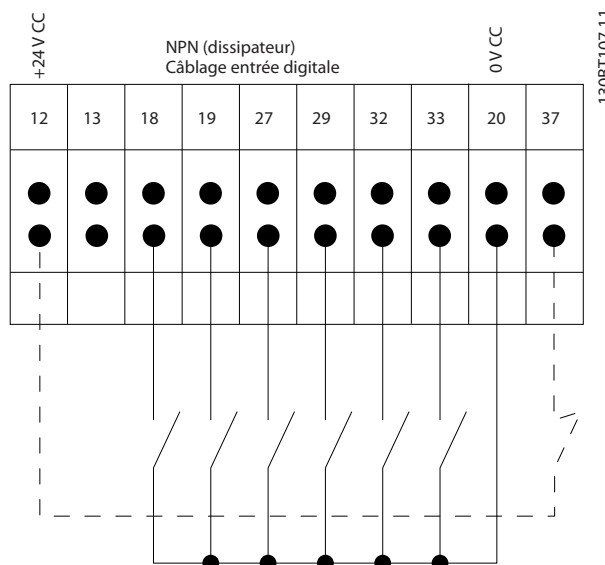 +24 V CC
NPN (dissipateur)
Câblage entrée digitale
0 V CC
130BT107.11
12 13 18 19 27 29 32 33 20 37